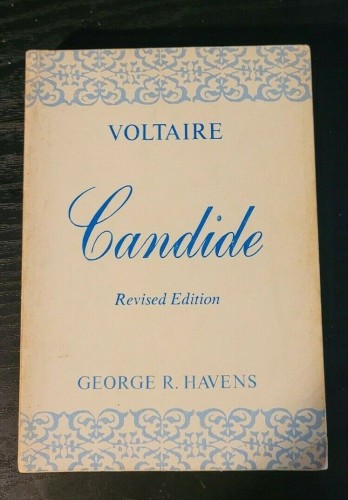 VOLTAIRE
Candide
Revised Edition
GEORGE R. HAVENS